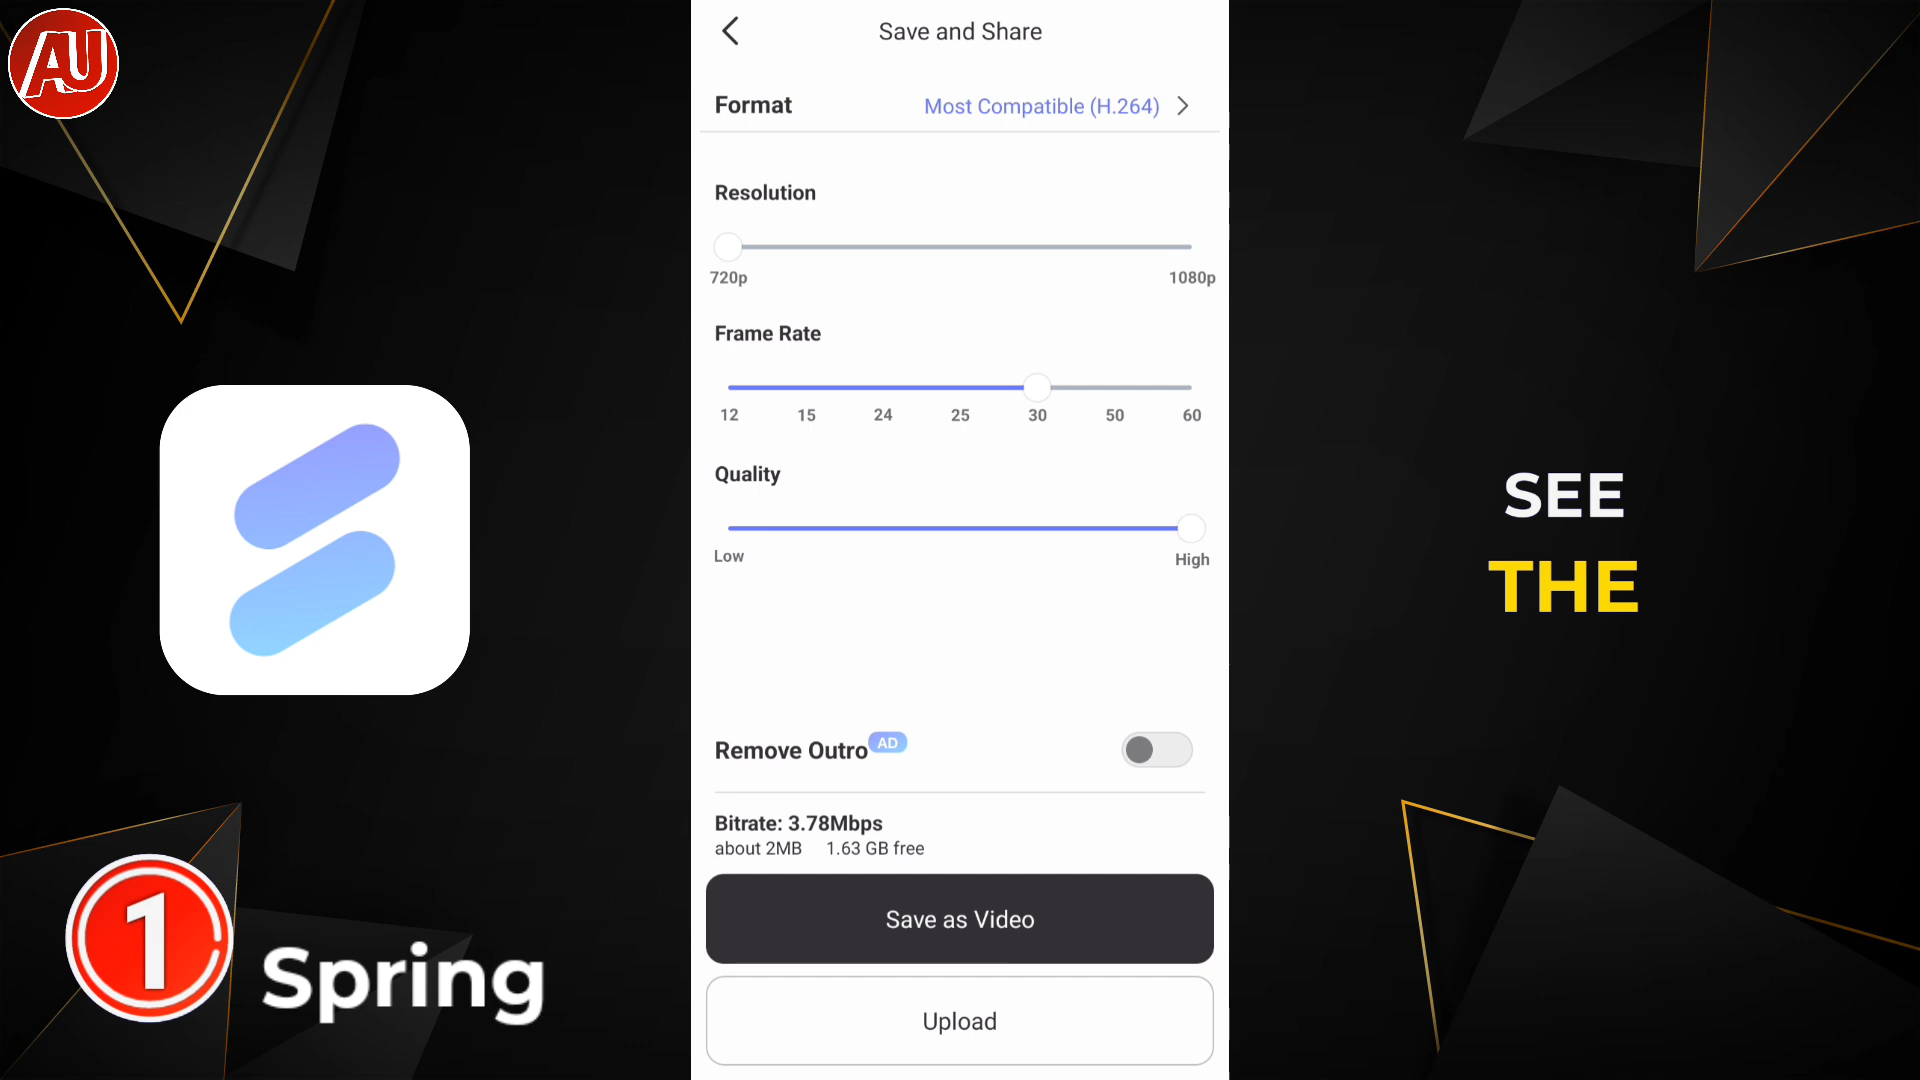 AU
Save and Share
Format Most Compatible (H.264)
Resolution
720p 1080p
Frame Rate
12 15 24 25 30 50 60
Quality
Low High
SEE
THE
Remove Outro AD
Bitrate: 3.78Mbps
about 2MB 1.63 GB free
Save as Video
Upload
1 Spring